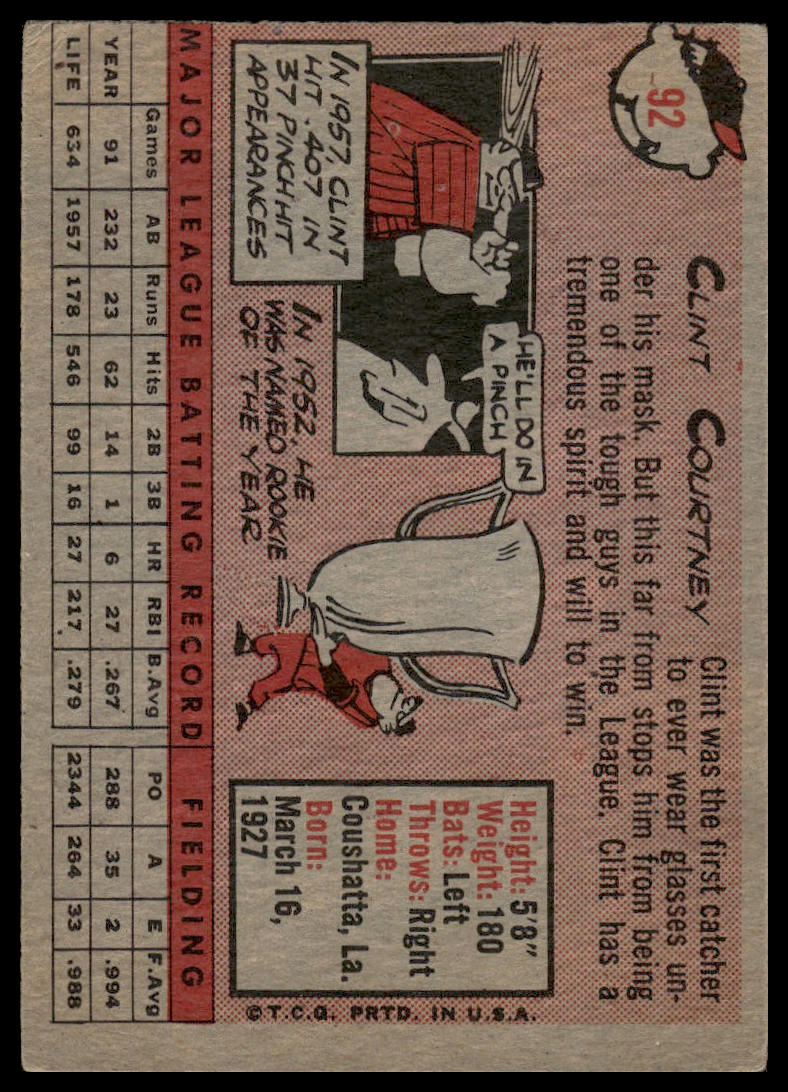 92
CLINT COURTNEY
Clint was the first catcher
to ever wear glasses un-
der his mask. But this far from stops him from being
one of the tough guys in the League. Clint has a
tremendous spirit and will to win.
HE'LL DO IN
A PINCH
IN 1957, CLINT
HIT .407 IN
37 PINCH HIT
APPEARANCES
IN 1952, HE
WAS NAMED ROOKIE
OF THE YEAR
Height: 5'8"
Weight: 180
Bats: Left
Throws: Right
Home:
Coushatta, La.
Born:
March 16,
1927
©T.C.G. PRTD. IN U.S.A.
MAJOR LEAGUE BATTING RECORD FIELDING
Games AB Runs Hits 2B 3B HR RBI B.Avg PO A E F.Avg
YEAR 91 232 23 62 14 1 6 27 .267 288 35 2 .994
LIFE 634 1957 178 546 99 16 27 217 .279 2344 264 33 .988